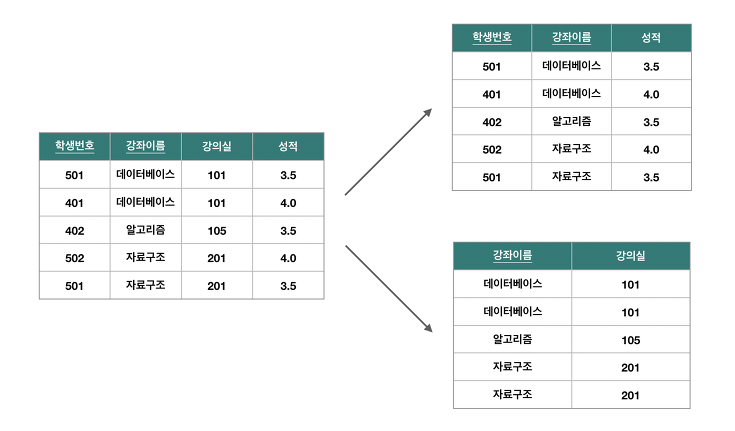 학생번호 강좌이름 강의실 성적
501 데이터베이스 101 3.5
401 데이터베이스 101 4.0
402 알고리즘 105 3.5
502 자료구조 201 4.0
501 자료구조 201 3.5
학생번호 강좌이름 성적
501 데이터베이스 3.5
401 데이터베이스 4.0
402 알고리즘 3.5
502 자료구조 4.0
501 자료구조 3.5
강좌이름 강의실
데이터베이스 101
데이터베이스 101
알고리즘 105
자료구조 201
자료구조 201